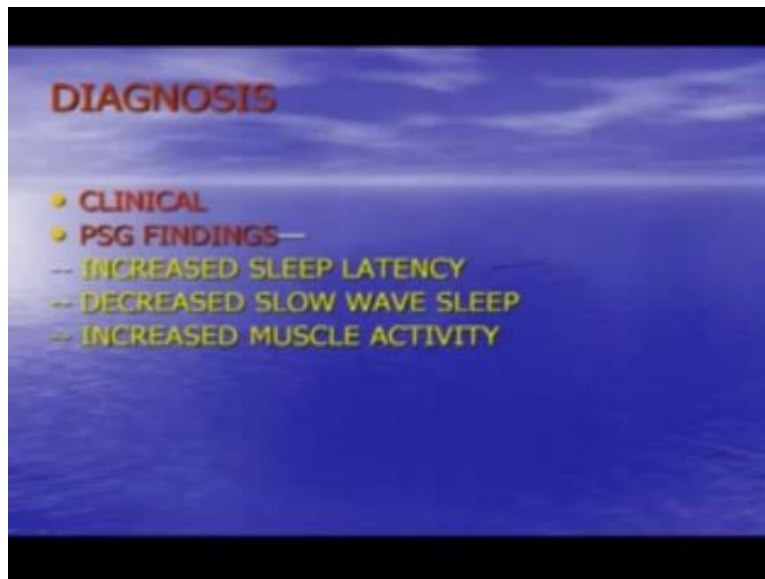 DIAGNOSIS
• CLINICAL
• PSG FINDINGS—
-- INCREASED SLEEP LATENCY
-- DECREASED SLOW WAVE SLEEP
-- INCREASED MUSCLE ACTIVITY